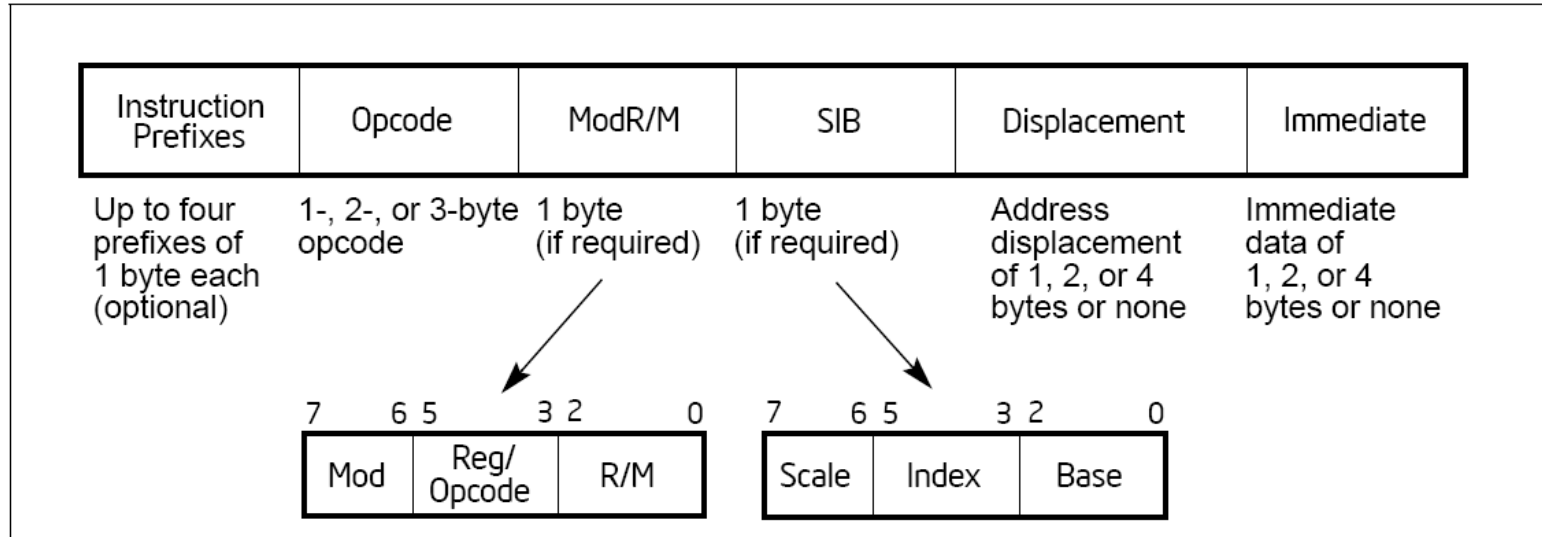 Instruction
Prefixes
Opcode
ModR/M
SIB
Displacement
Immediate
Up to four
prefixes of
1 byte each
(optional)
1-, 2-, or 3-byte
opcode
1 byte
(if required)
1 byte
(if required)
Address
displacement
of 1, 2, or 4
bytes or none
Immediate
data of
1, 2, or 4
bytes or none
7 6 5 3 2 0
Mod
Reg/
Opcode
R/M
7 6 5 3 2 0
Scale
Index
Base